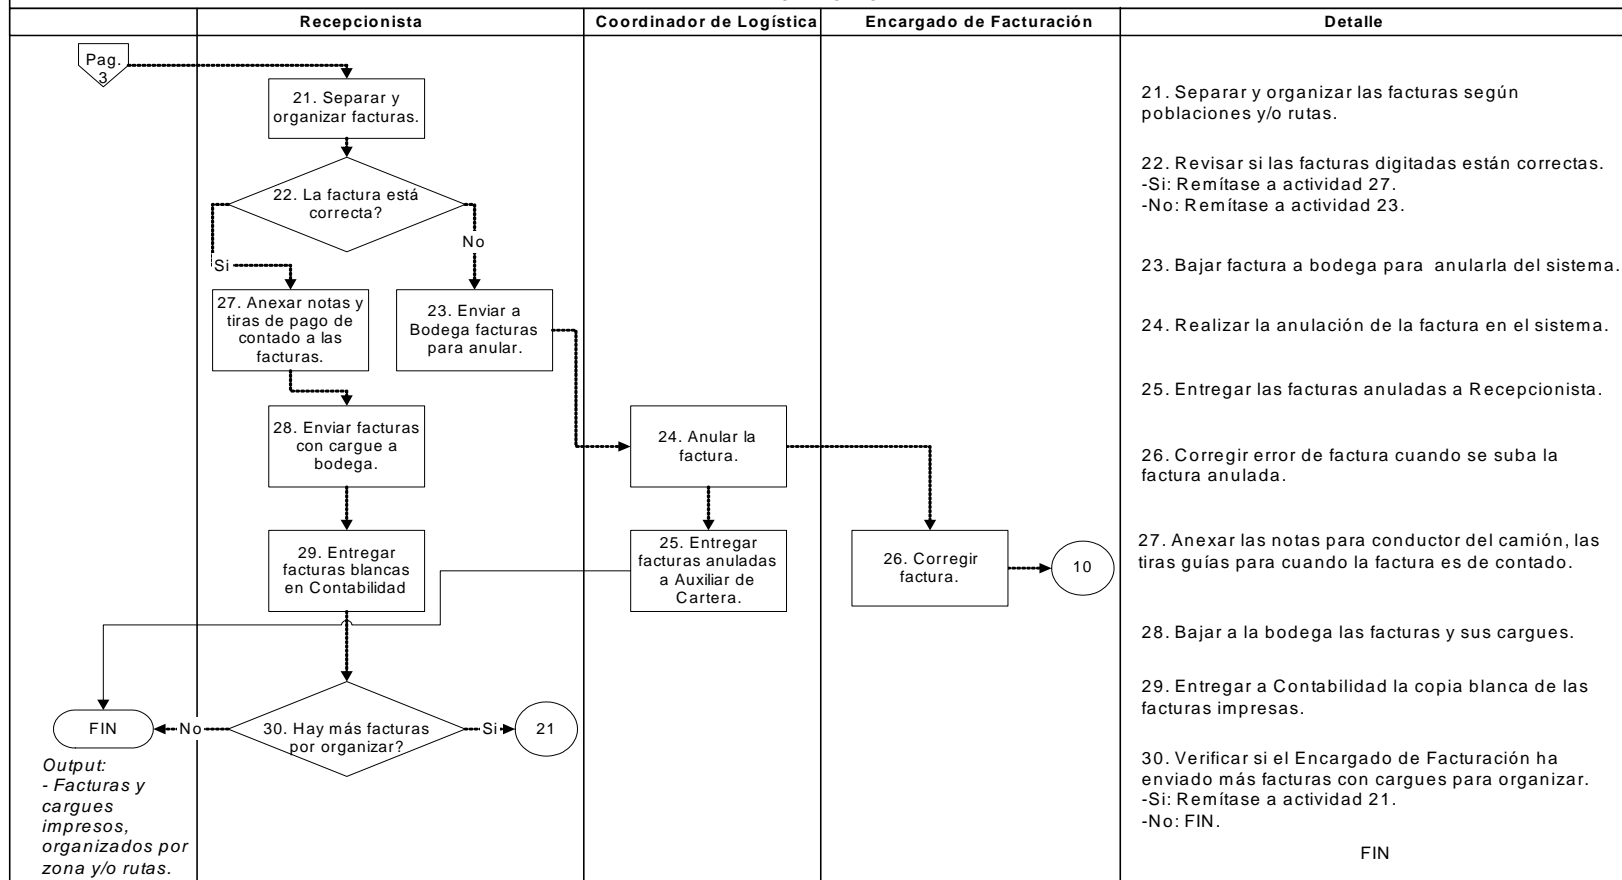 Recepcionista
Coordinador de Logística
Encargado de Facturación
Detalle
Pag.
3
21. Separar y
organizar facturas.
22. La factura está
correcta?
No
Si
27. Anexar notas y
tiras de pago de
contado a las
facturas.
23. Enviar a
Bodega facturas
para anular.
28. Enviar facturas
con cargue a
bodega.
24. Anular la
factura.
29. Entregar
facturas blancas
en Contabilidad
25. Entregar
facturas anuladas
a Auxiliar de
Cartera.
26. Corregir
factura.
10
FIN
No
30. Hay más facturas
por organizar?
Si
21
Output:
- Facturas y
cargues
impresos,
organizados por
zona y/o rutas.
21. Separar y organizar las facturas según
poblaciones y/o rutas.
22. Revisar si las facturas digitadas están correctas.
-Si: Remítase a actividad 27.
-No: Remítase a actividad 23.
23. Bajar factura a bodega para anularla del sistema.
24. Realizar la anulación de la factura en el sistema.
25. Entregar las facturas anuladas a Recepcionista.
26. Corregir error de factura cuando se suba la
factura anulada.
27. Anexar las notas para conductor del camión, las
tiras guías para cuando la factura es de contado.
28. Bajar a la bodega las facturas y sus cargues.
29. Entregar a Contabilidad la copia blanca de las
facturas impresas.
30. Verificar si el Encargado de Facturación ha
enviado más facturas con cargues para organizar.
-Si: Remítase a actividad 21.
-No: FIN.
FIN